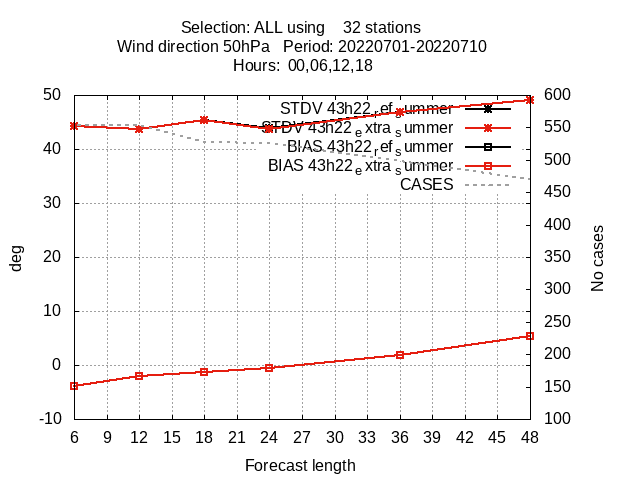 Selection: ALL using 32 stations
Wind direction 50hPa Period: 20220701-20220710
Hours: 00,06,12,18
50 600
STDV 43h22_ref_summer
STDV 43h22_extra_summer
550
40 BIAS 43h22_ref_summer
BIAS 43h22_extra_summer
500
CASES
450
30 400
20 350
deg
No cases
300
10
250
0 200
150
-10 100
6 9 12 15 18 21 24 27 30 33 36 39 42 45 48
Forecast length